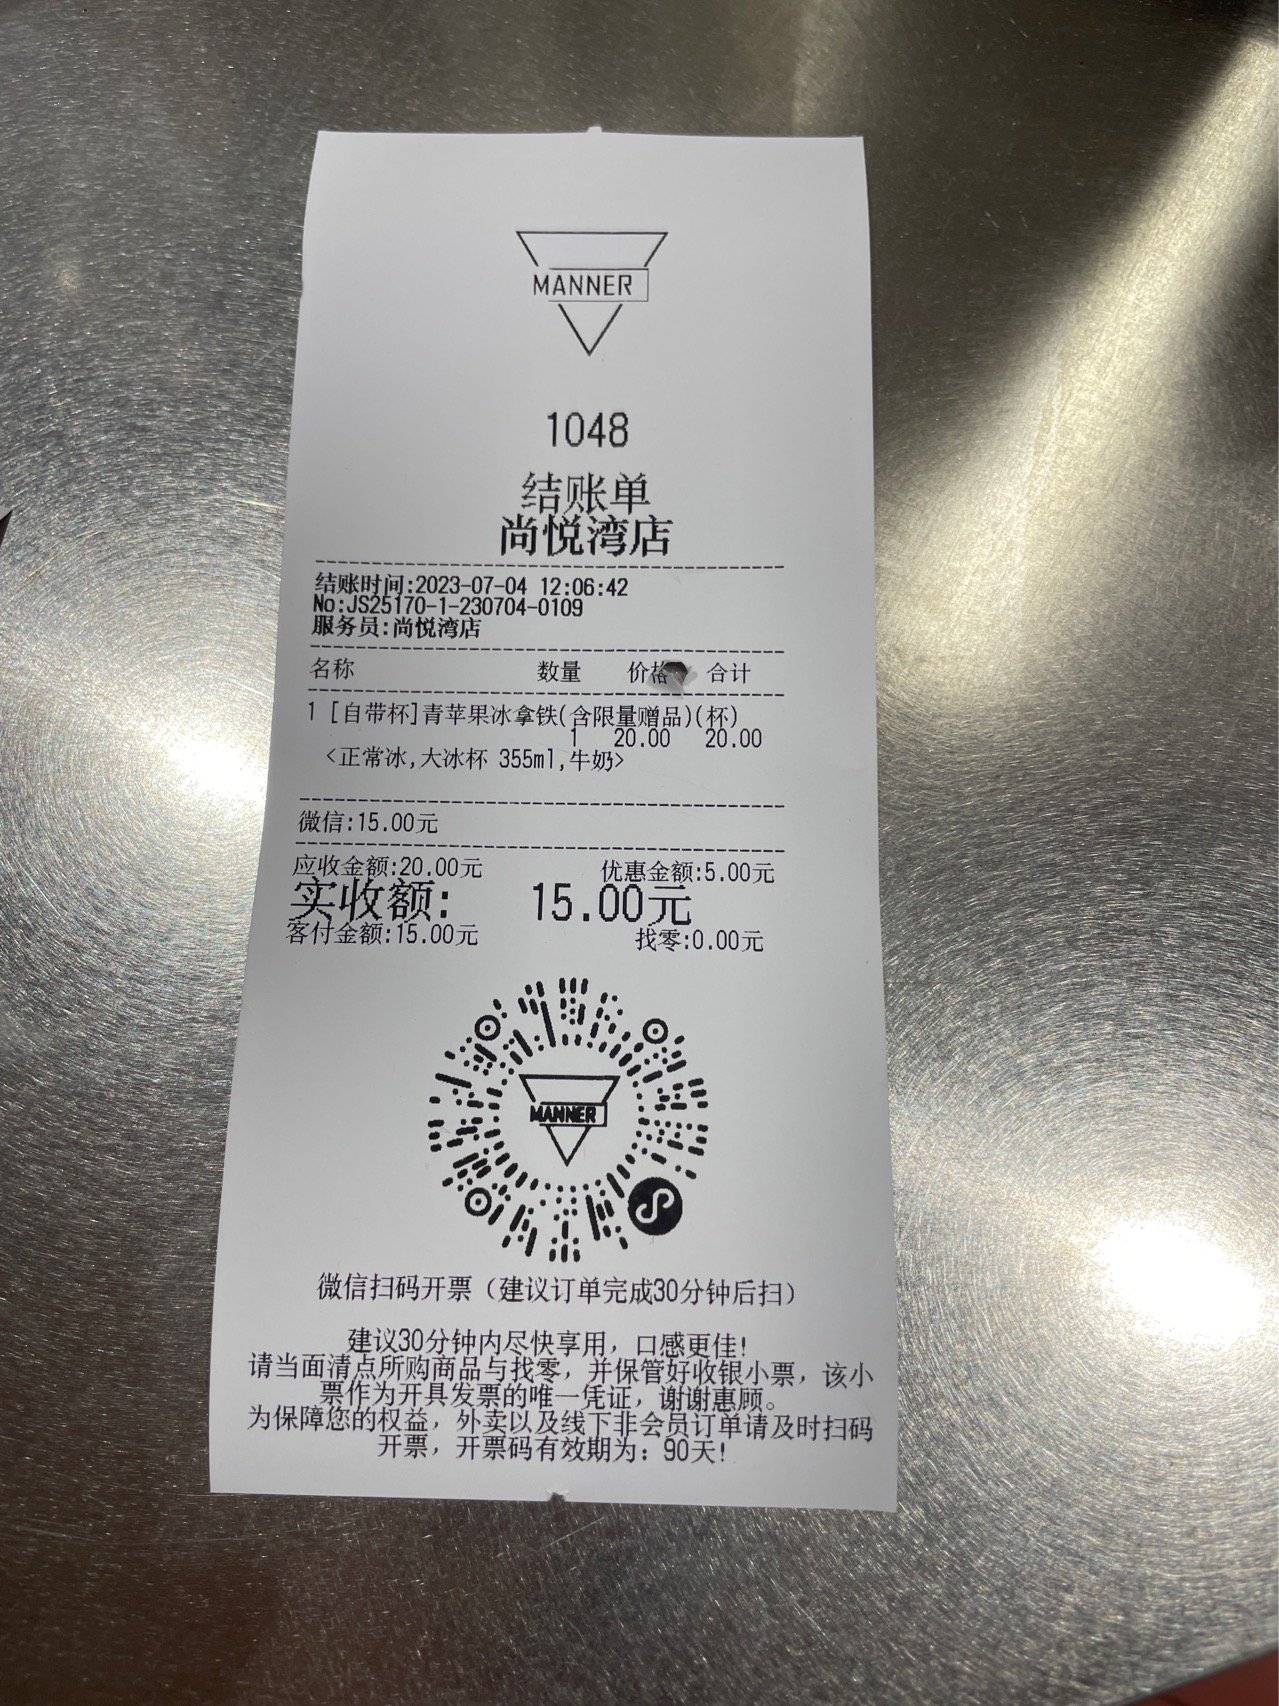 MANNER
1048
结账单
尚悦湾店
结账时间:2023-07-04 12:06:42
No:JS25170-1-230704-0109
服务员:尚悦湾店
名称 数量 价格 合计
1 [自带杯]青苹果冰拿铁(含限量赠品)(杯)
1 20.00 20.00
<正常冰,大冰杯 355ml,牛奶>
微信:15.00元
应收金额:20.00元 优惠金额:5.00元
实收额: 15.00元
客付金额:15.00元 找零:0.00元
MANNER
微信扫码开票（建议订单完成30分钟后扫）
建议30分钟内尽快享用，口感更佳!
请当面清点所购商品与找零，并保管好收银小票，该小
票作为开具发票的唯一凭证，谢谢惠顾。
为保障您的权益，外卖以及线下非会员订单请及时扫码
开票，开票码有效期为：90天!